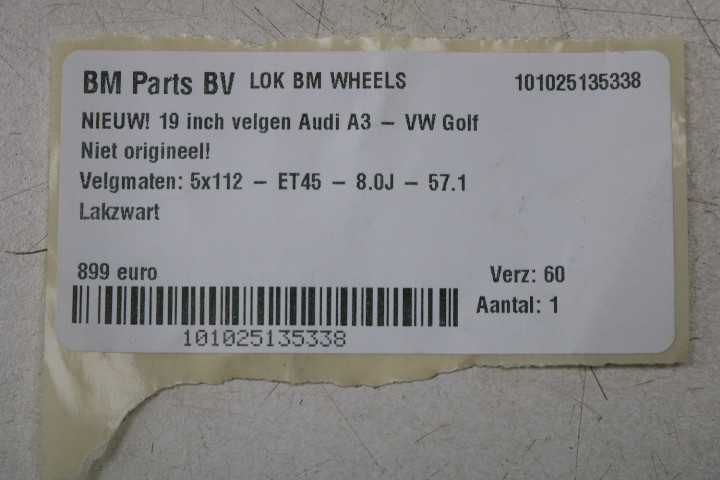 BM Parts BV LOK BM WHEELS 101025135338
NIEUW! 19 inch velgen Audi A3 – VW Golf
Niet origineel!
Velgmaten: 5x112 – ET45 – 8.0J – 57.1
Lakzwart
899 euro Verz: 60
Aantal: 1
101025135338